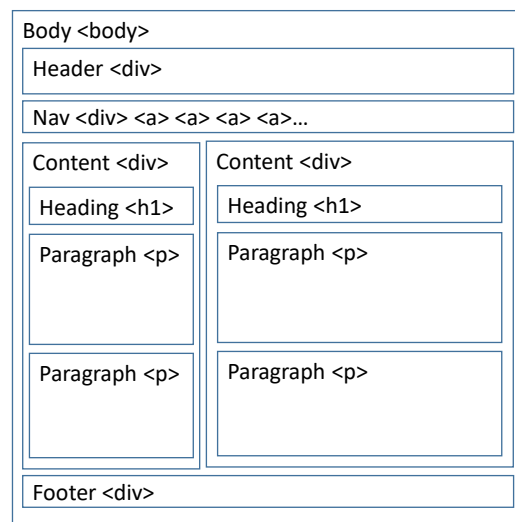 Body <body>
Header <div>
Nav <div> <a> <a> <a> <a>...
Content <div>
Heading <h1>
Paragraph <p>
Paragraph <p>
Content <div>
Heading <h1>
Paragraph <p>
Paragraph <p>
Footer <div>